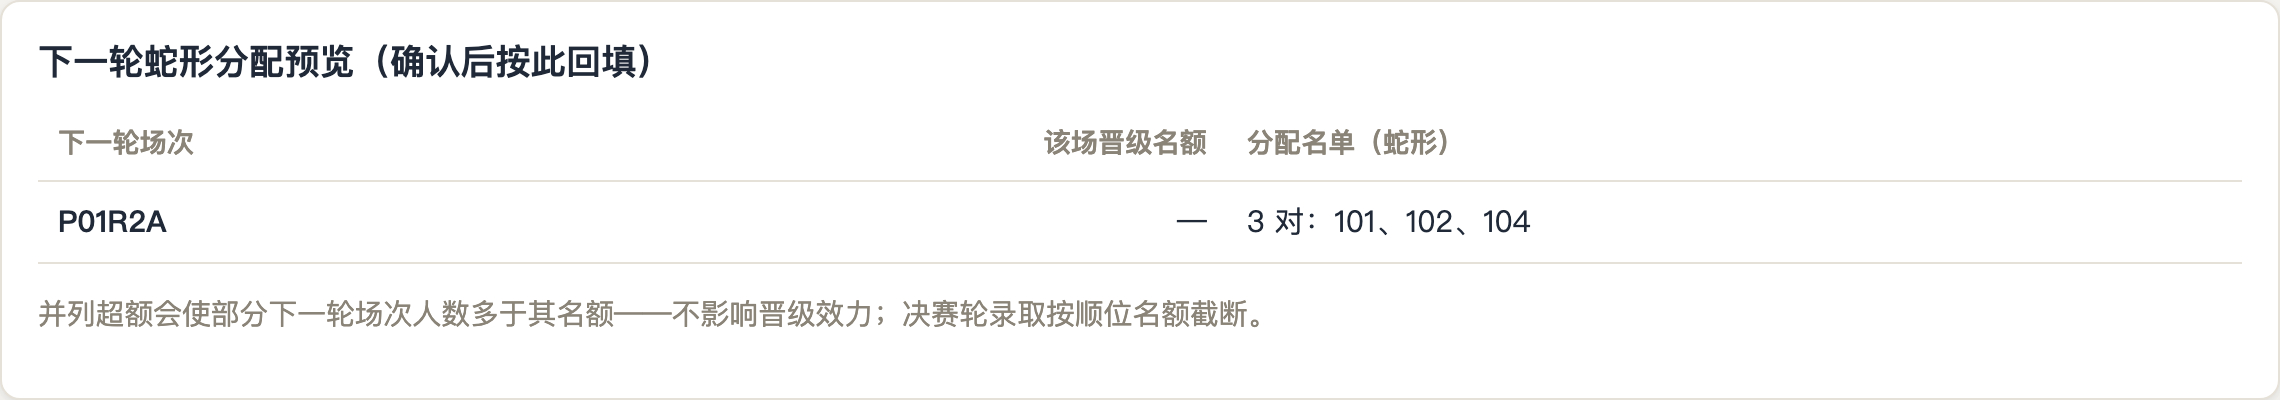 下一轮蛇形分配预览（确认后按此回填）
下一轮场次 该场晋级名额 分配名单（蛇形）
P01R2A — 3 对：101、102、104
并列超额会使部分下一轮场次人数多于其名额——不影响晋级效力；决赛轮录取按顺位名额截断。